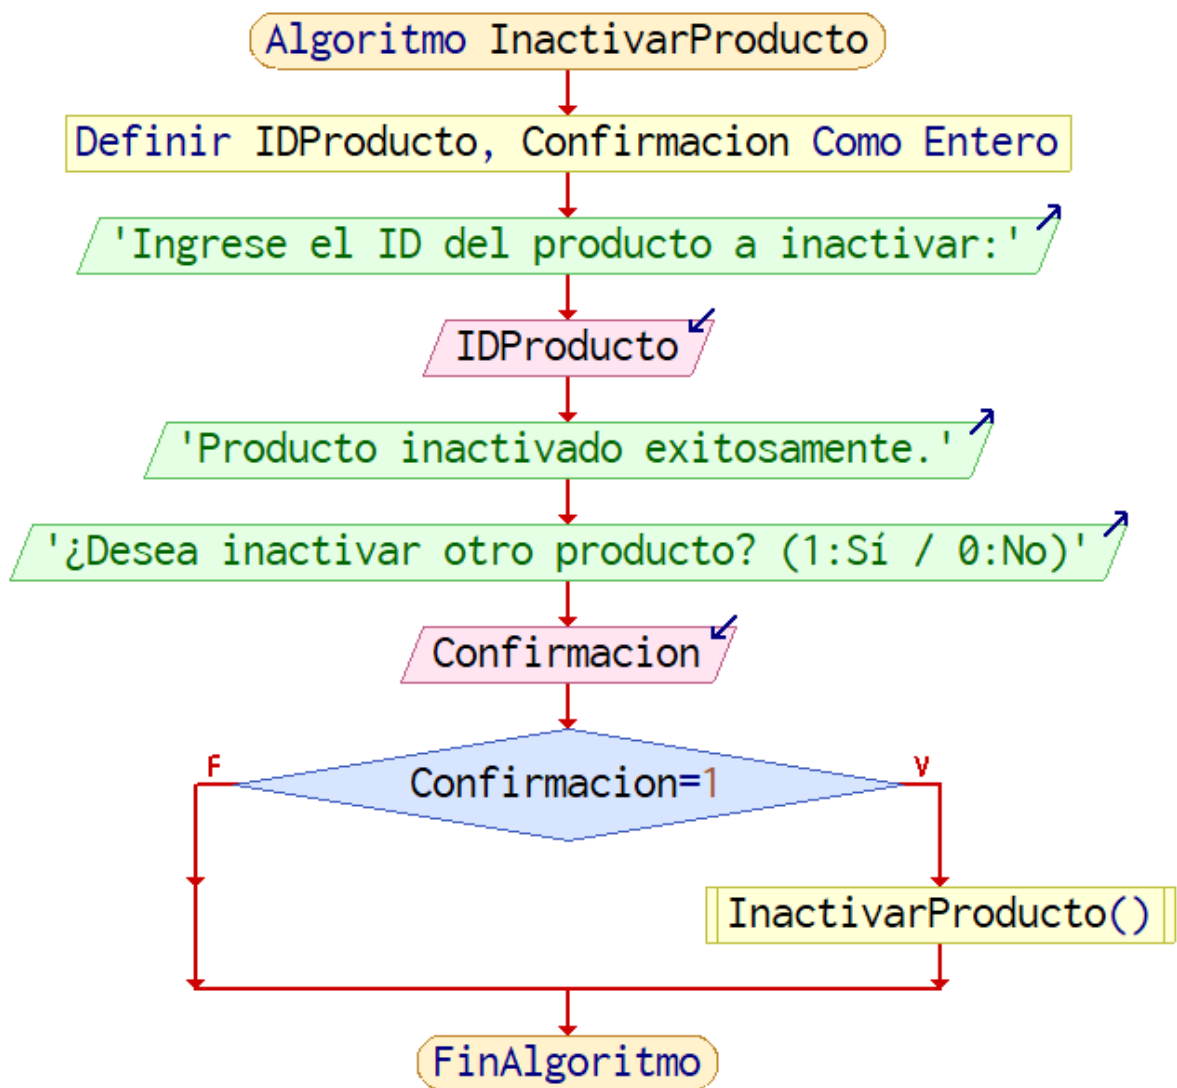 Algoritmo InactivarProducto
Definir IDProducto, Confirmacion Como Entero
'Ingrese el ID del producto a inactivar:'
IDProducto
'Producto inactivado exitosamente.'
'¿Desea inactivar otro producto? (1:Sí / 0:No)'
Confirmacion
F
V
Confirmacion=1
InactivarProducto()
FinAlgoritmo